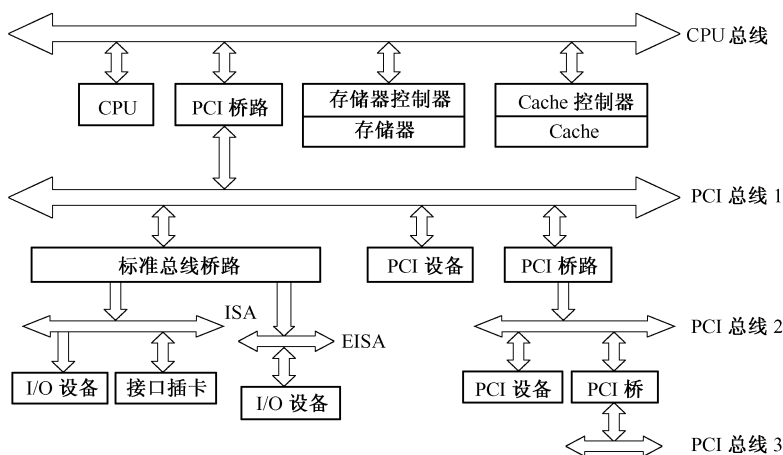 CPU 总线
CPU
PCI 桥路
存储器控制器
存储器
Cache 控制器
Cache
PCI 总线 1
标准总线桥路
PCI 设备
PCI 桥路
ISA
EISA
PCI 总线 2
I/O 设备
接口插卡
I/O 设备
PCI 设备
PCI 桥
PCI 总线 3